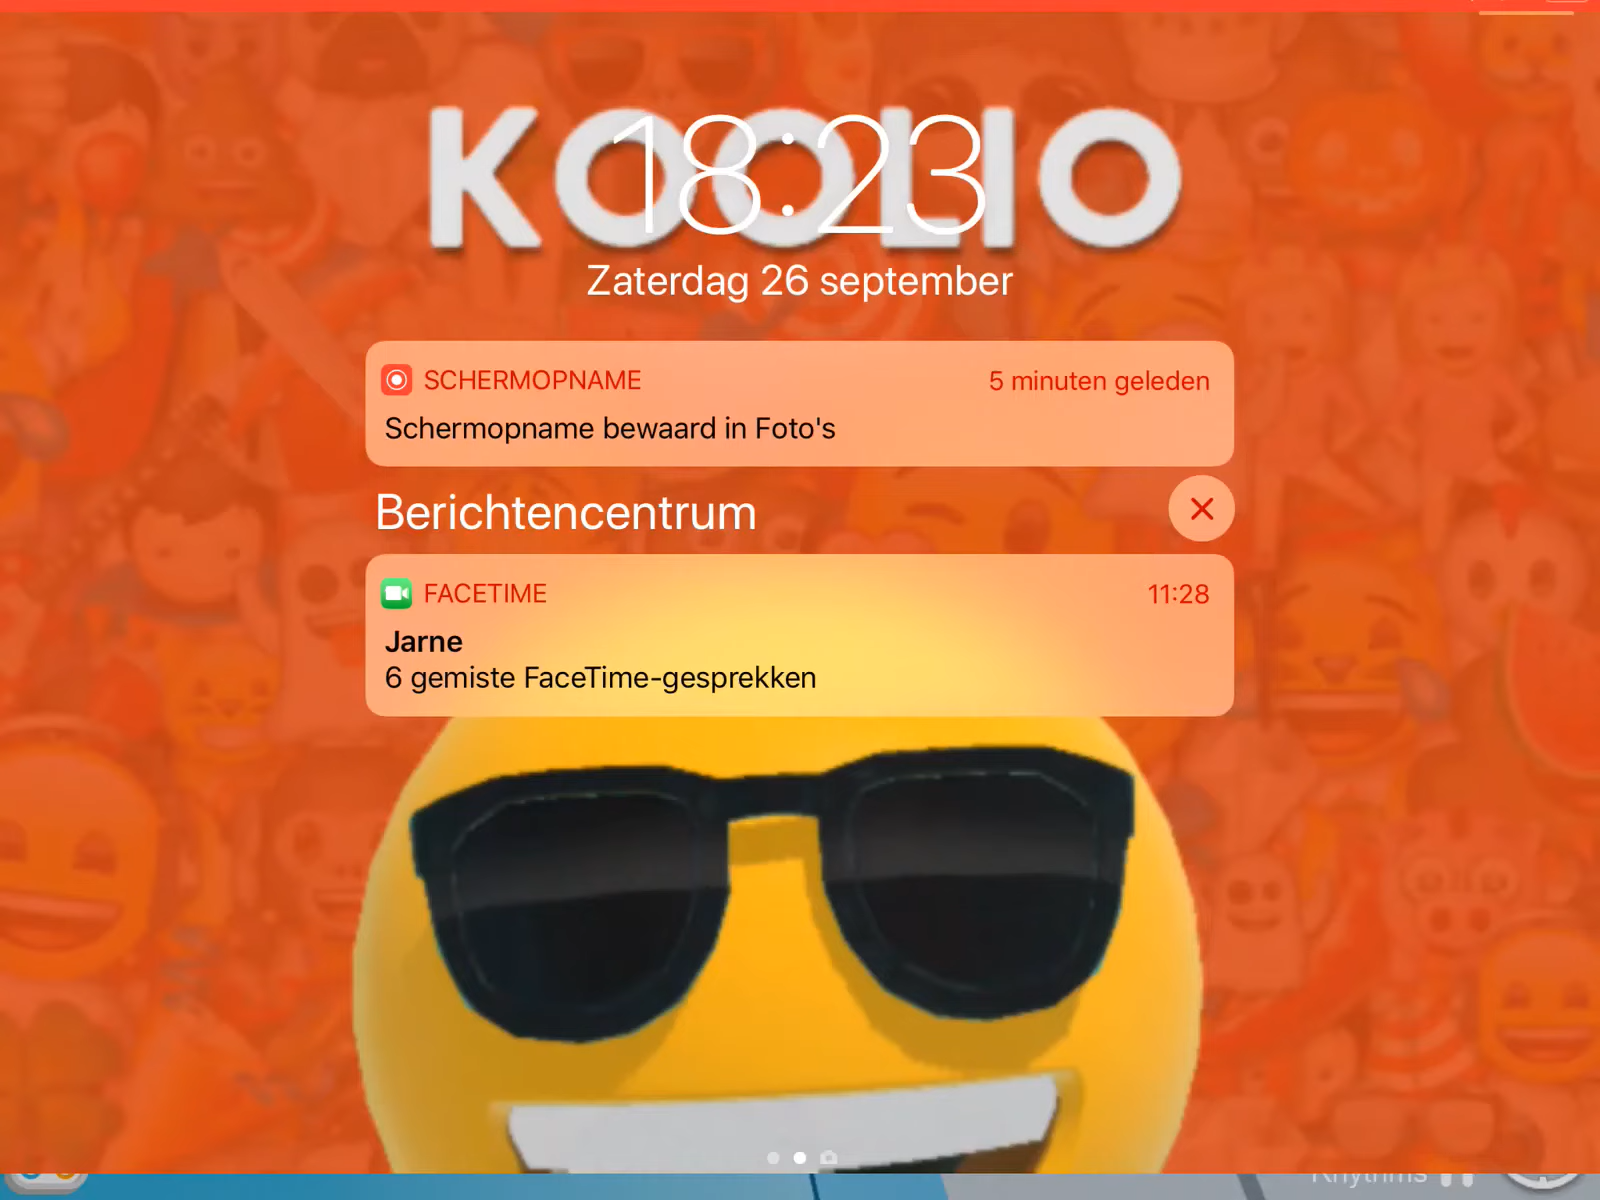 KOOLIO
18:23
Zaterdag 26 september
SCHERMOPNAME
5 minuten geleden
Schermopname bewaard in Foto's
Berichtencentrum
FACETIME
11:28
Jarne
6 gemiste FaceTime-gesprekken
Rhythms